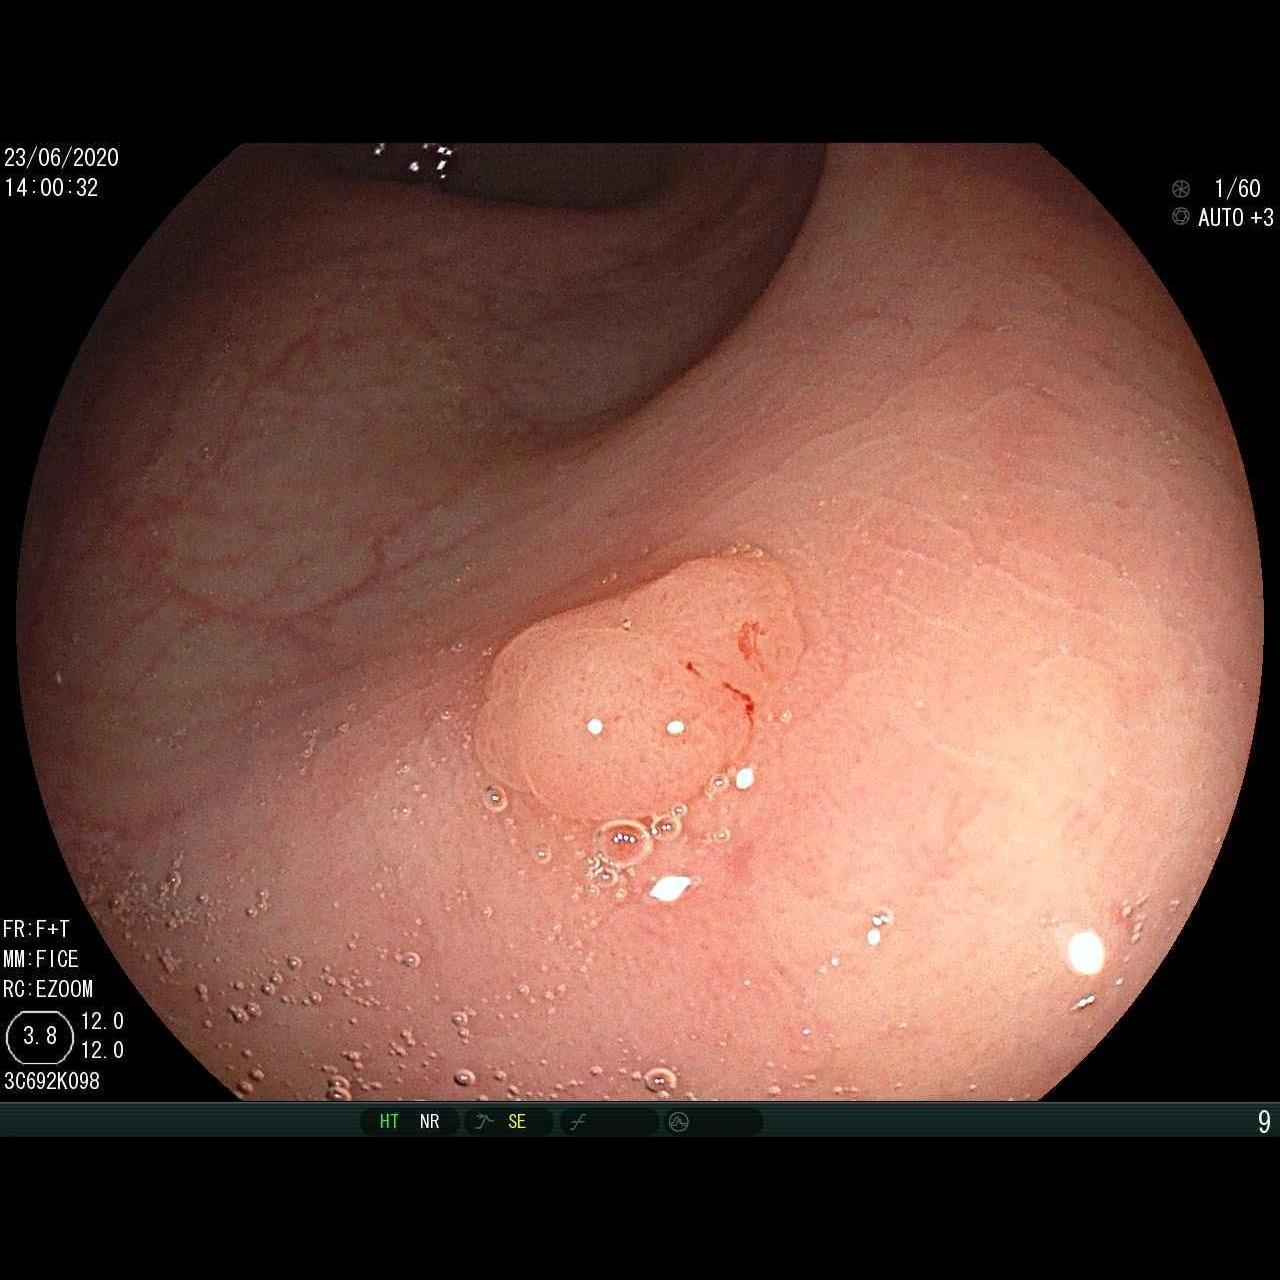 23/06/2020
14:00:32
1/60
AUTO +3
FR:F+T
MM:FICE
RC:EZOOM
3.8
12.0
12.0
3C692K098
HT NR SE
9